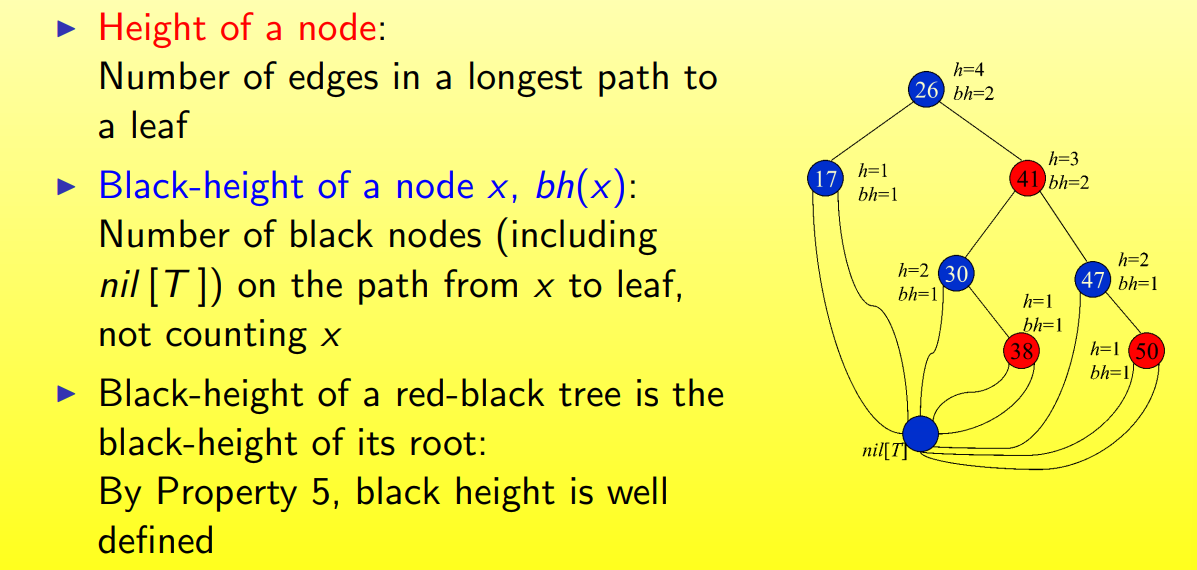 ► Height of a node:
Number of edges in a longest path to
a leaf
► Black-height of a node x, bh(x):
Number of black nodes (including
nil[T]) on the path from x to leaf,
not counting x
► Black-height of a red-black tree is the
black-height of its root:
By Property 5, black height is well
defined
h=4
26
bh=2
h=3
17
h=1
41
bh=2
bh=1
h=2
h=2
30
47
bh=1
bh=1
h=1
bh=1
38
h=1
50
bh=1
nil[T]